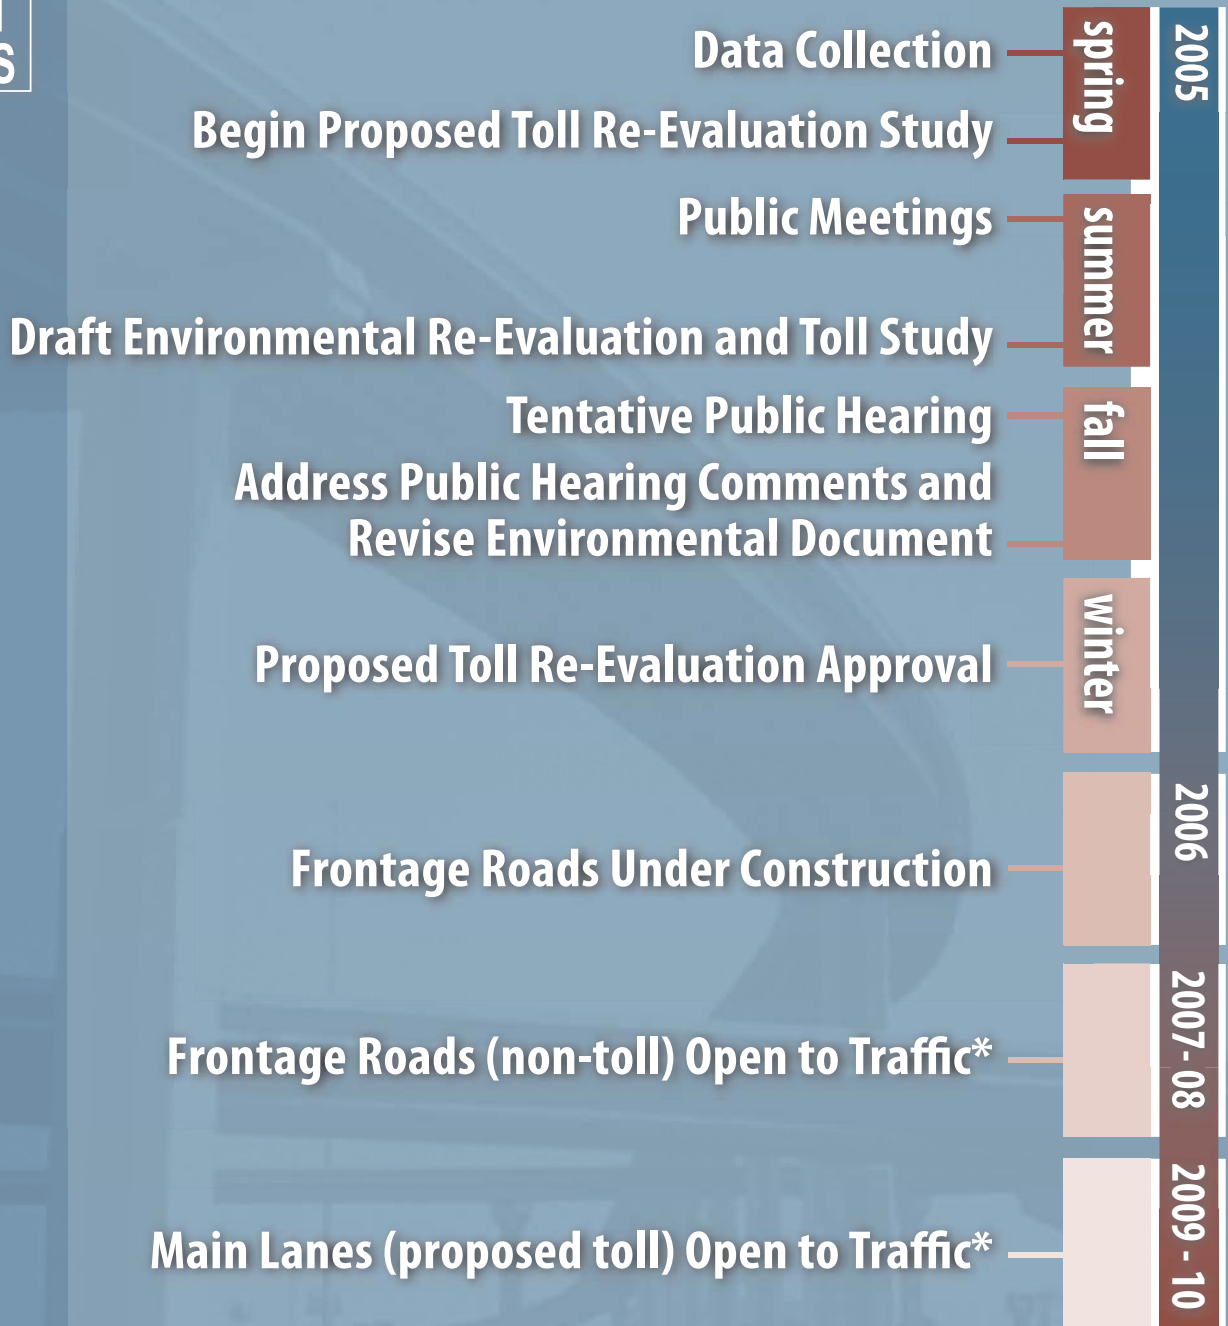 S
Data Collection
Begin Proposed Toll Re-Evaluation Study
spring
2005
Public Meetings
Draft Environmental Re-Evaluation and Toll Study
summer
Tentative Public Hearing
Address Public Hearing Comments and
Revise Environmental Document
fall
Proposed Toll Re-Evaluation Approval
winter
Frontage Roads Under Construction
2006
Frontage Roads (non-toll) Open to Traffic*
2007-08
Main Lanes (proposed toll) Open to Traffic*
2009 - 10